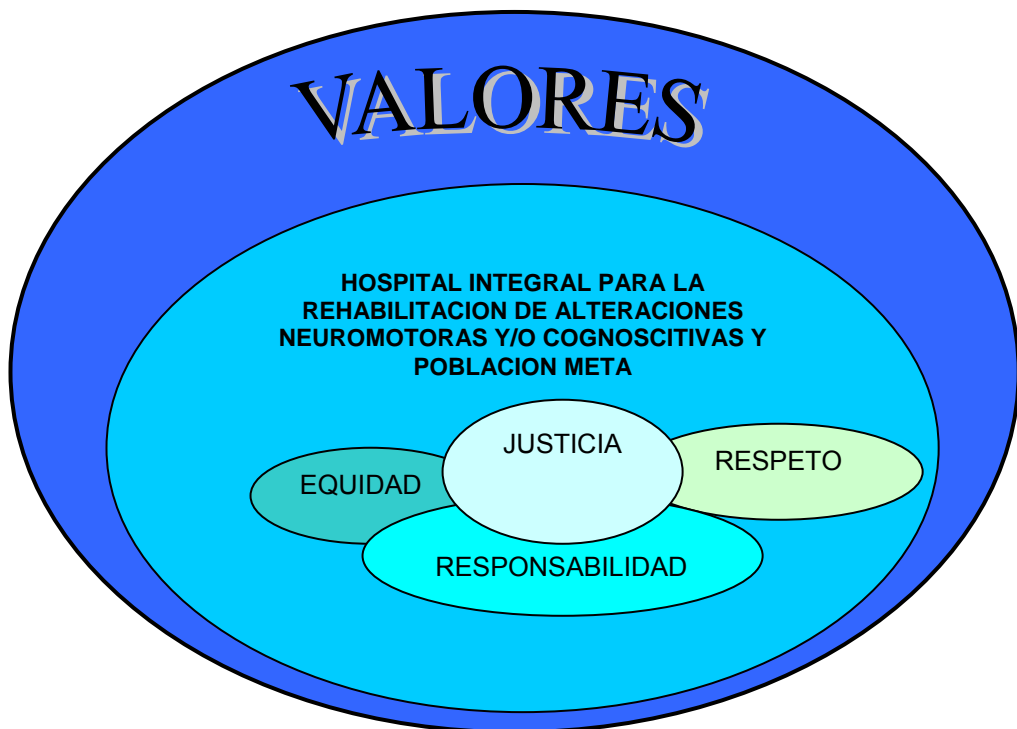 VALORES
HOSPITAL INTEGRAL PARA LA
REHABILITACION DE ALTERACIONES
NEUROMOTORAS Y/O COGNOSCITIVAS Y
POBLACION META
JUSTICIA
RESPETO
EQUIDAD
RESPONSABILIDAD